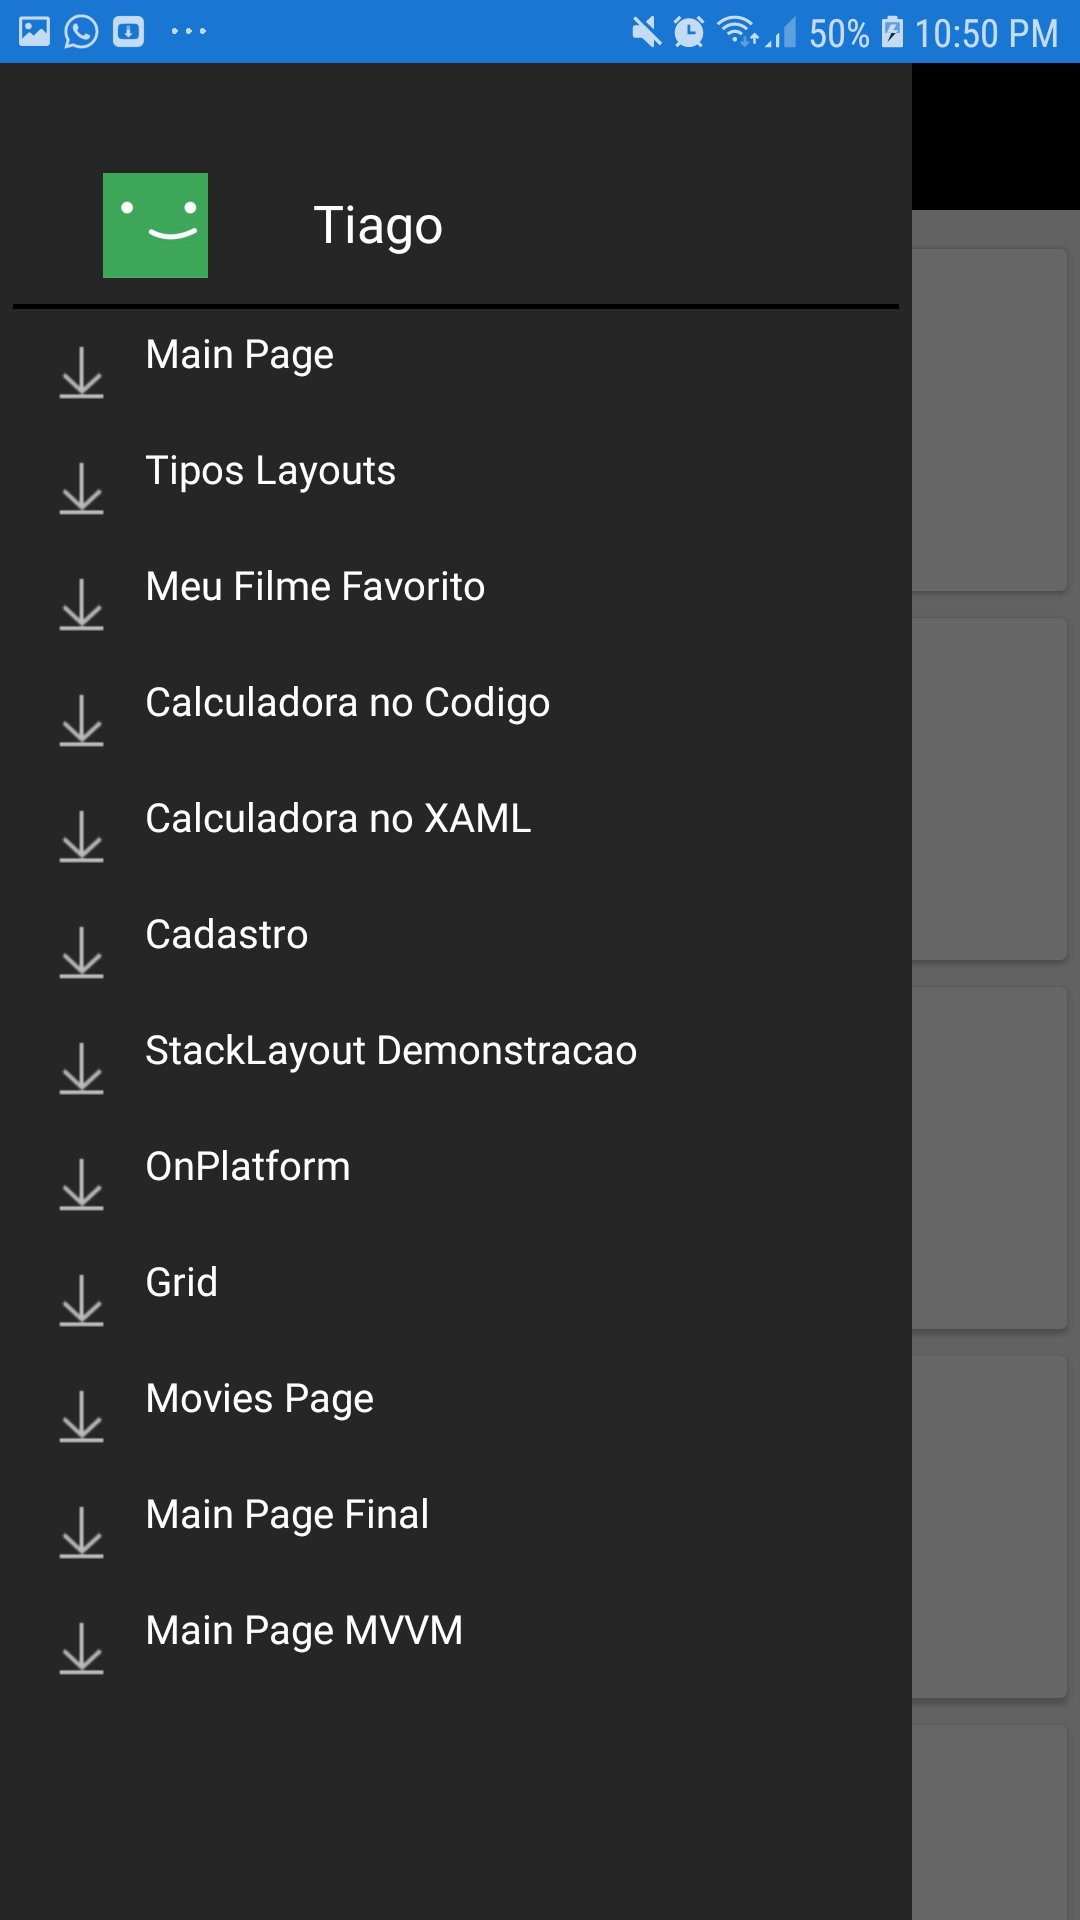 50% 10:50 PM
Tiago
Main Page
Tipos Layouts
Meu Filme Favorito
Calculadora no Codigo
Calculadora no XAML
Cadastro
StackLayout Demonstracao
OnPlatform
Grid
Movies Page
Main Page Final
Main Page MVVM